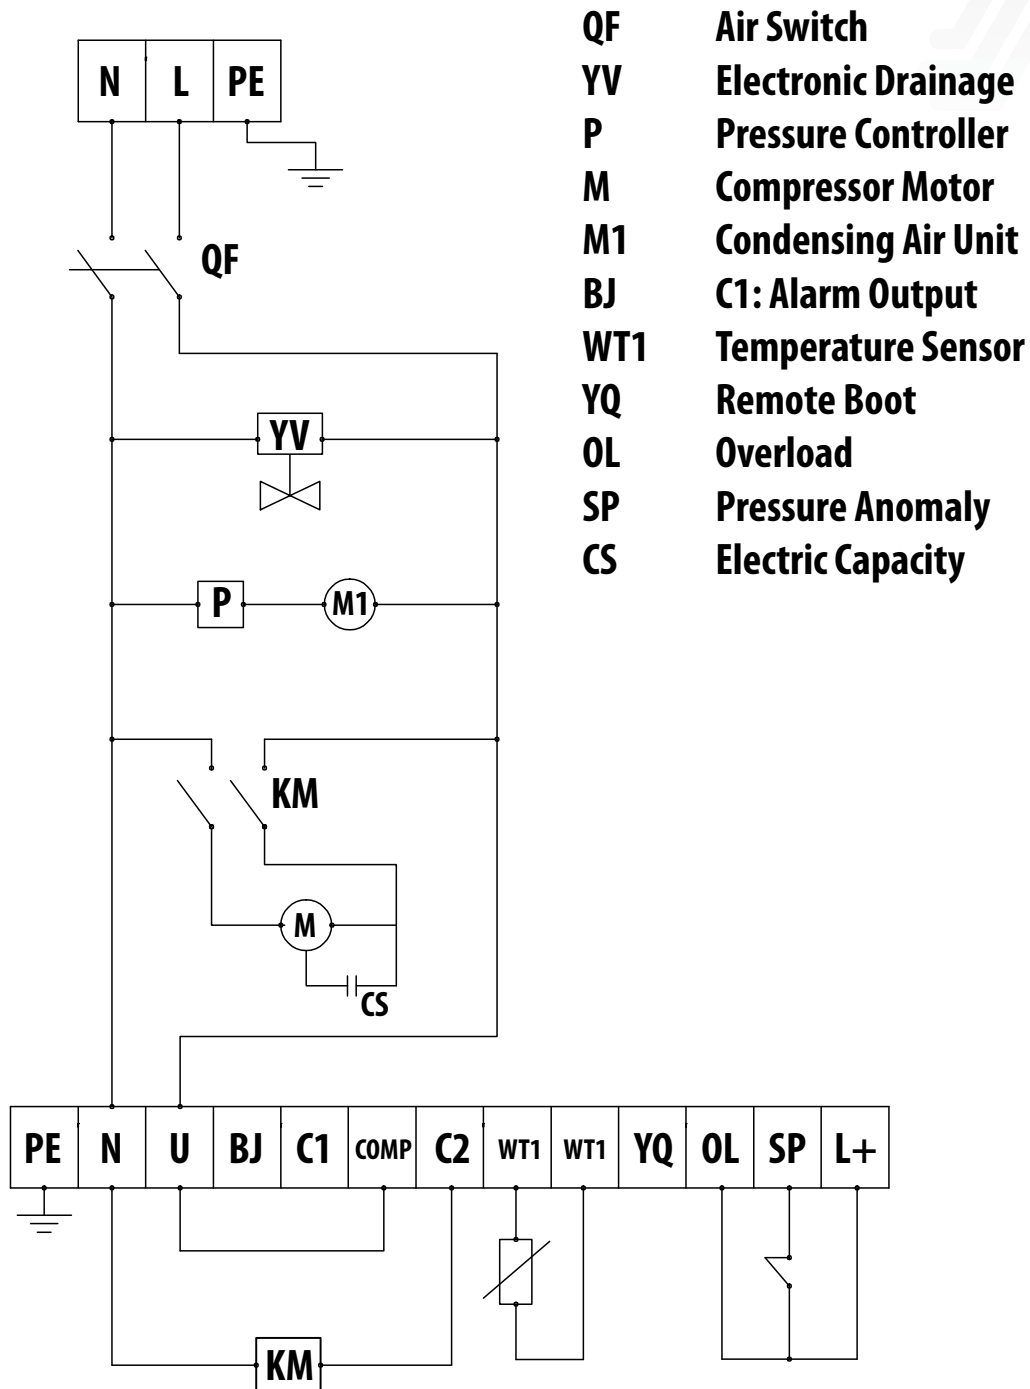 N L PE
QF
YV
P M1
KM
M
CS
PE N U BJ C1 COMP C2 WT1 WT1 YQ OL SP L+
KM
QF Air Switch
YV Electronic Drainage
P Pressure Controller
M Compressor Motor
M1 Condensing Air Unit
BJ C1: Alarm Output
WT1 Temperature Sensor
YQ Remote Boot
OL Overload
SP Pressure Anomaly
CS Electric Capacity